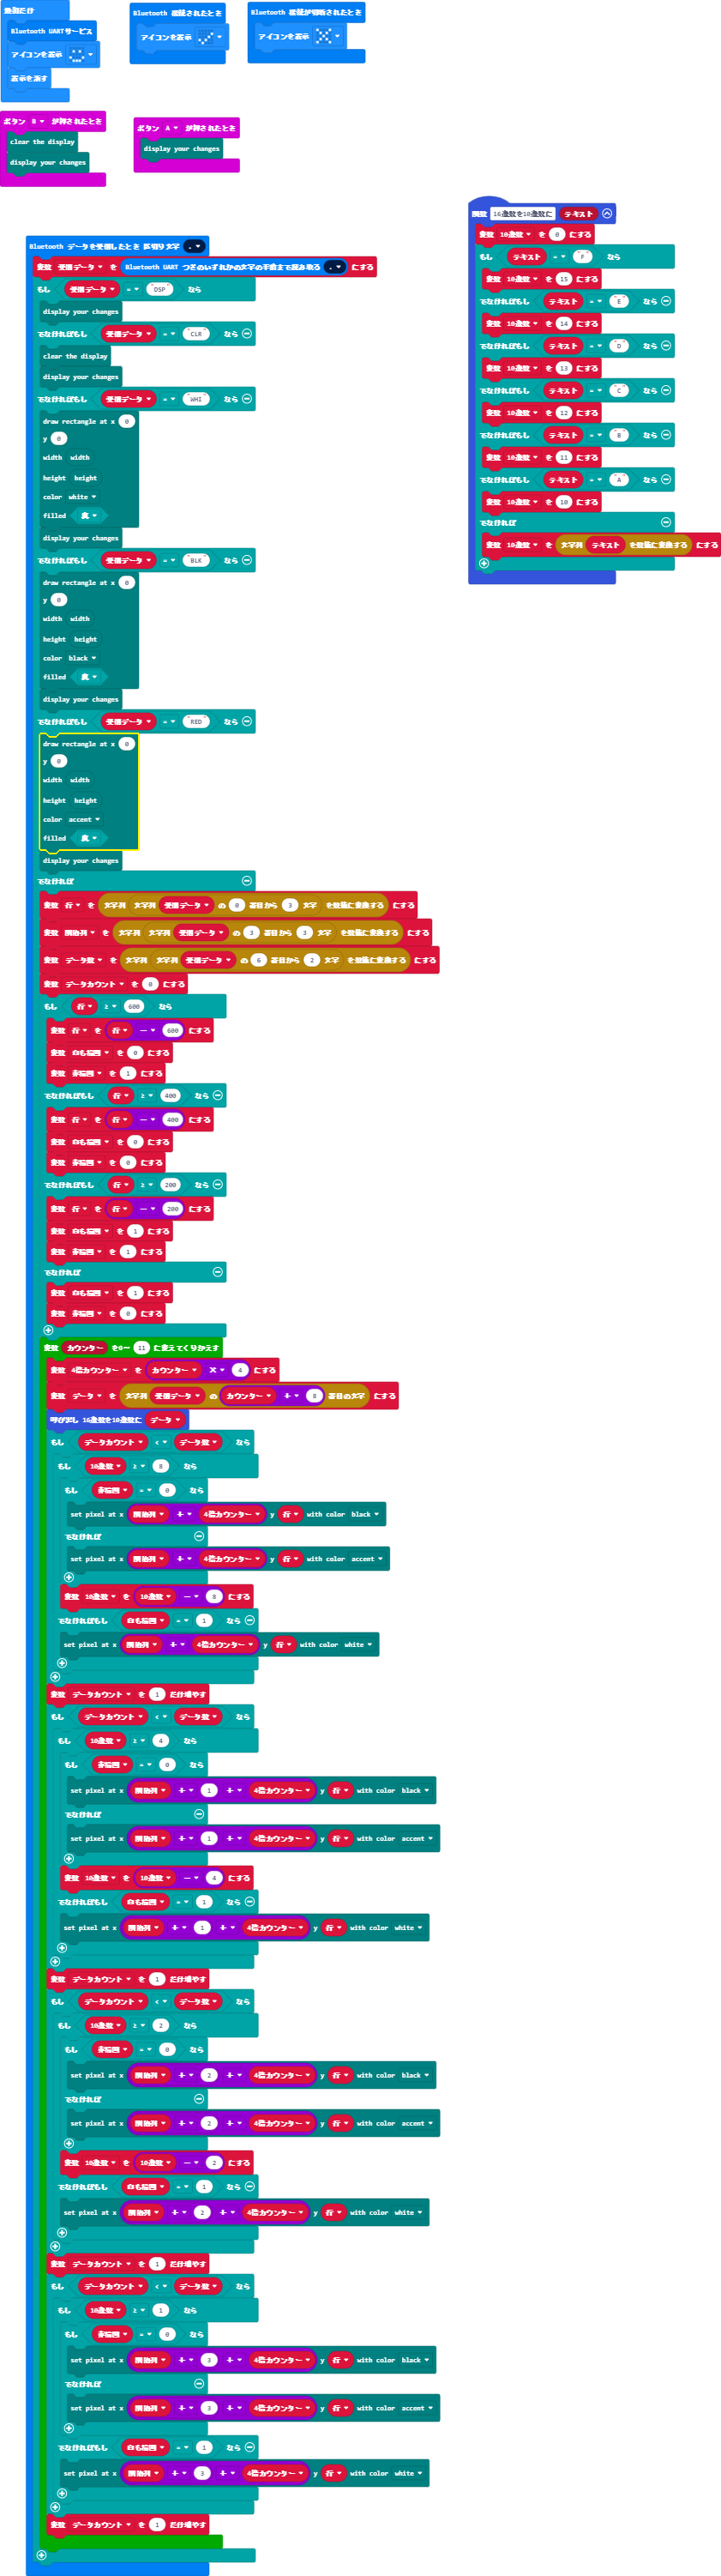 最初だけ
Bluetooth UARTサービス
アイコンを表示
表示を消す
Bluetooth 接続されたとき
アイコンを表示
Bluetooth 接続が切断されたとき
アイコンを表示
ボタン B が押されたとき
clear the display
display your changes
ボタン A が押されたとき
display your changes
関数 16進数を10進数に テキスト
変数 10進数 を 0 にする
もし テキスト = "F" なら
変数 10進数 を 15 にする
でなければもし テキスト = "E" なら
変数 10進数 を 14 にする
でなければもし テキスト = "D" なら
変数 10進数 を 13 にする
でなければもし テキスト = "C" なら
変数 10進数 を 12 にする
でなければもし テキスト = "B" なら
変数 10進数 を 11 にする
でなければもし テキスト = "A" なら
変数 10進数 を 10 にする
でなければ
変数 10進数 を 文字列 テキスト を数値に変換する にする
Bluetooth データを受信したとき 区切り文字 .
変数 受信データ を Bluetooth UART つぎのいずれかの文字の手前まで読み取る . にする
もし 受信データ = "DSP" なら
display your changes
でなければもし 受信データ = "CLR" なら
clear the display
display your changes
でなければもし 受信データ = "WHI" なら
draw rectangle at x 0
y 0
width width
height height
color white
filled 真
display your changes
でなければもし 受信データ = "BLK" なら
draw rectangle at x 0
y 0
width width
height height
color black
filled 真
display your changes
でなければもし 受信データ = "RED" なら
draw rectangle at x 0
y 0
width width
height height
color accent
filled 真
display your changes
でなければ
変数 行 を 文字列 文字列 受信データ の 0 番目から 3 文字 を数値に変換する にする
変数 開始列 を 文字列 文字列 受信データ の 3 番目から 3 文字 を数値に変換する にする
変数 データ数 を 文字列 文字列 受信データ の 6 番目から 2 文字 を数値に変換する にする
変数 データカウント を 0 にする
もし 行 ≥ 600 なら
変数 行 を 行 - 600 にする
変数 白も描画 を 0 にする
変数 赤描画 を 1 にする
でなければもし 行 ≥ 400 なら
変数 行 を 行 - 400 にする
変数 白も描画 を 0 にする
変数 赤描画 を 0 にする
でなければもし 行 ≥ 200 なら
変数 行 を 行 - 200 にする
変数 白も描画 を 1 にする
変数 赤描画 を 1 にする
でなければ
変数 白も描画 を 1 にする
変数 赤描画 を 0 にする
変数 カウンター を0～ 11 に変えてくりかえす
変数 4倍カウンター を カウンター × 4 にする
変数 データ を 文字列 受信データ の カウンター + 8 番目の文字 にする
呼び出し 16進数を10進数に データ
もし データカウント < データ数 なら
もし 10進数 ≥ 8 なら
もし 赤描画 = 0 なら
set pixel at x 開始列 + 4倍カウンター y 行 with color black
でなければ
set pixel at x 開始列 + 4倍カウンター y 行 with color accent
変数 10進数 を 10進数 - 8 にする
でなければもし 白も描画 = 1 なら
set pixel at x 開始列 + 4倍カウンター y 行 with color white
変数 データカウント を 1 だけ増やす
もし データカウント < データ数 なら
もし 10進数 ≥ 4 なら
もし 赤描画 = 0 なら
set pixel at x 開始列 + 1 + 4倍カウンター y 行 with color black
でなければ
set pixel at x 開始列 + 1 + 4倍カウンター y 行 with color accent
変数 10進数 を 10進数 - 4 にする
でなければもし 白も描画 = 1 なら
set pixel at x 開始列 + 1 + 4倍カウンター y 行 with color white
変数 データカウント を 1 だけ増やす
もし データカウント < データ数 なら
もし 10進数 ≥ 2 なら
もし 赤描画 = 0 なら
set pixel at x 開始列 + 2 + 4倍カウンター y 行 with color black
でなければ
set pixel at x 開始列 + 2 + 4倍カウンター y 行 with color accent
変数 10進数 を 10進数 - 2 にする
でなければもし 白も描画 = 1 なら
set pixel at x 開始列 + 2 + 4倍カウンター y 行 with color white
変数 データカウント を 1 だけ増やす
もし データカウント < データ数 なら
もし 10進数 ≥ 1 なら
もし 赤描画 = 0 なら
set pixel at x 開始列 + 3 + 4倍カウンター y 行 with color black
でなければ
set pixel at x 開始列 + 3 + 4倍カウンター y 行 with color accent
でなければもし 白も描画 = 1 なら
set pixel at x 開始列 + 3 + 4倍カウンター y 行 with color white
変数 データカウント を 1 だけ増やす